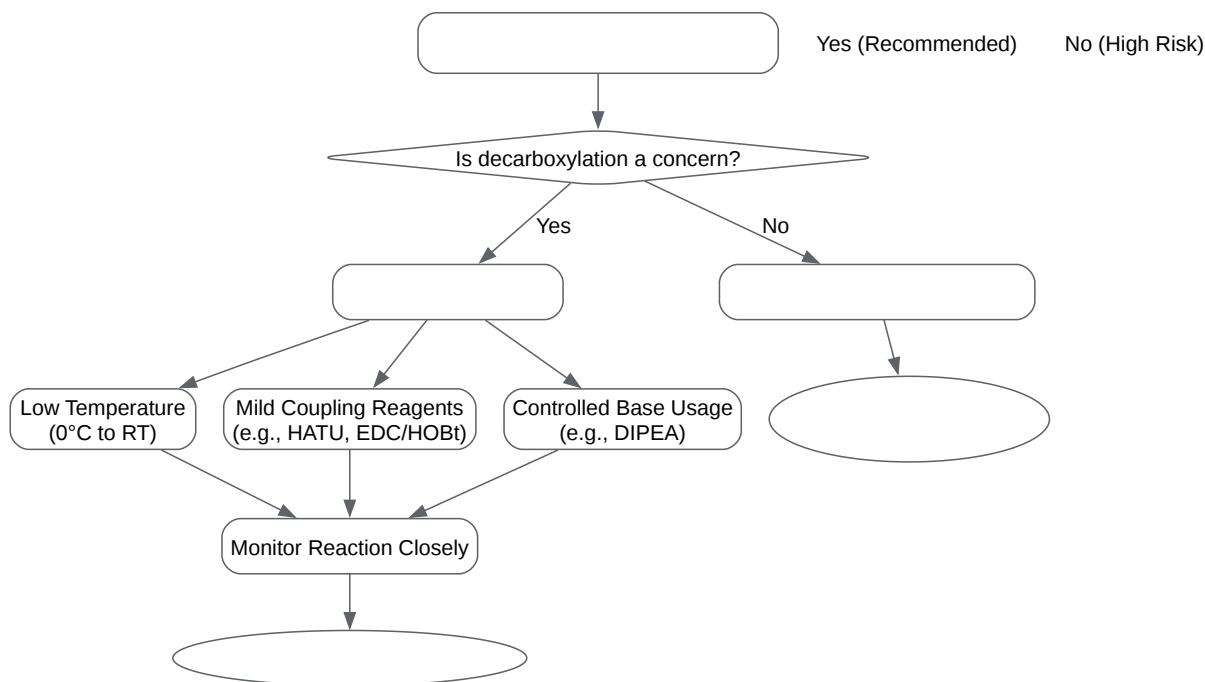 Yes (Recommended)
No (High Risk)
Is decarboxylation a concern?
Yes
No
Low Temperature
(0°C to RT)
Mild Coupling Reagents
(e.g., HATU, EDC/HOBt)
Controlled Base Usage
(e.g., DIPEA)
Monitor Reaction Closely